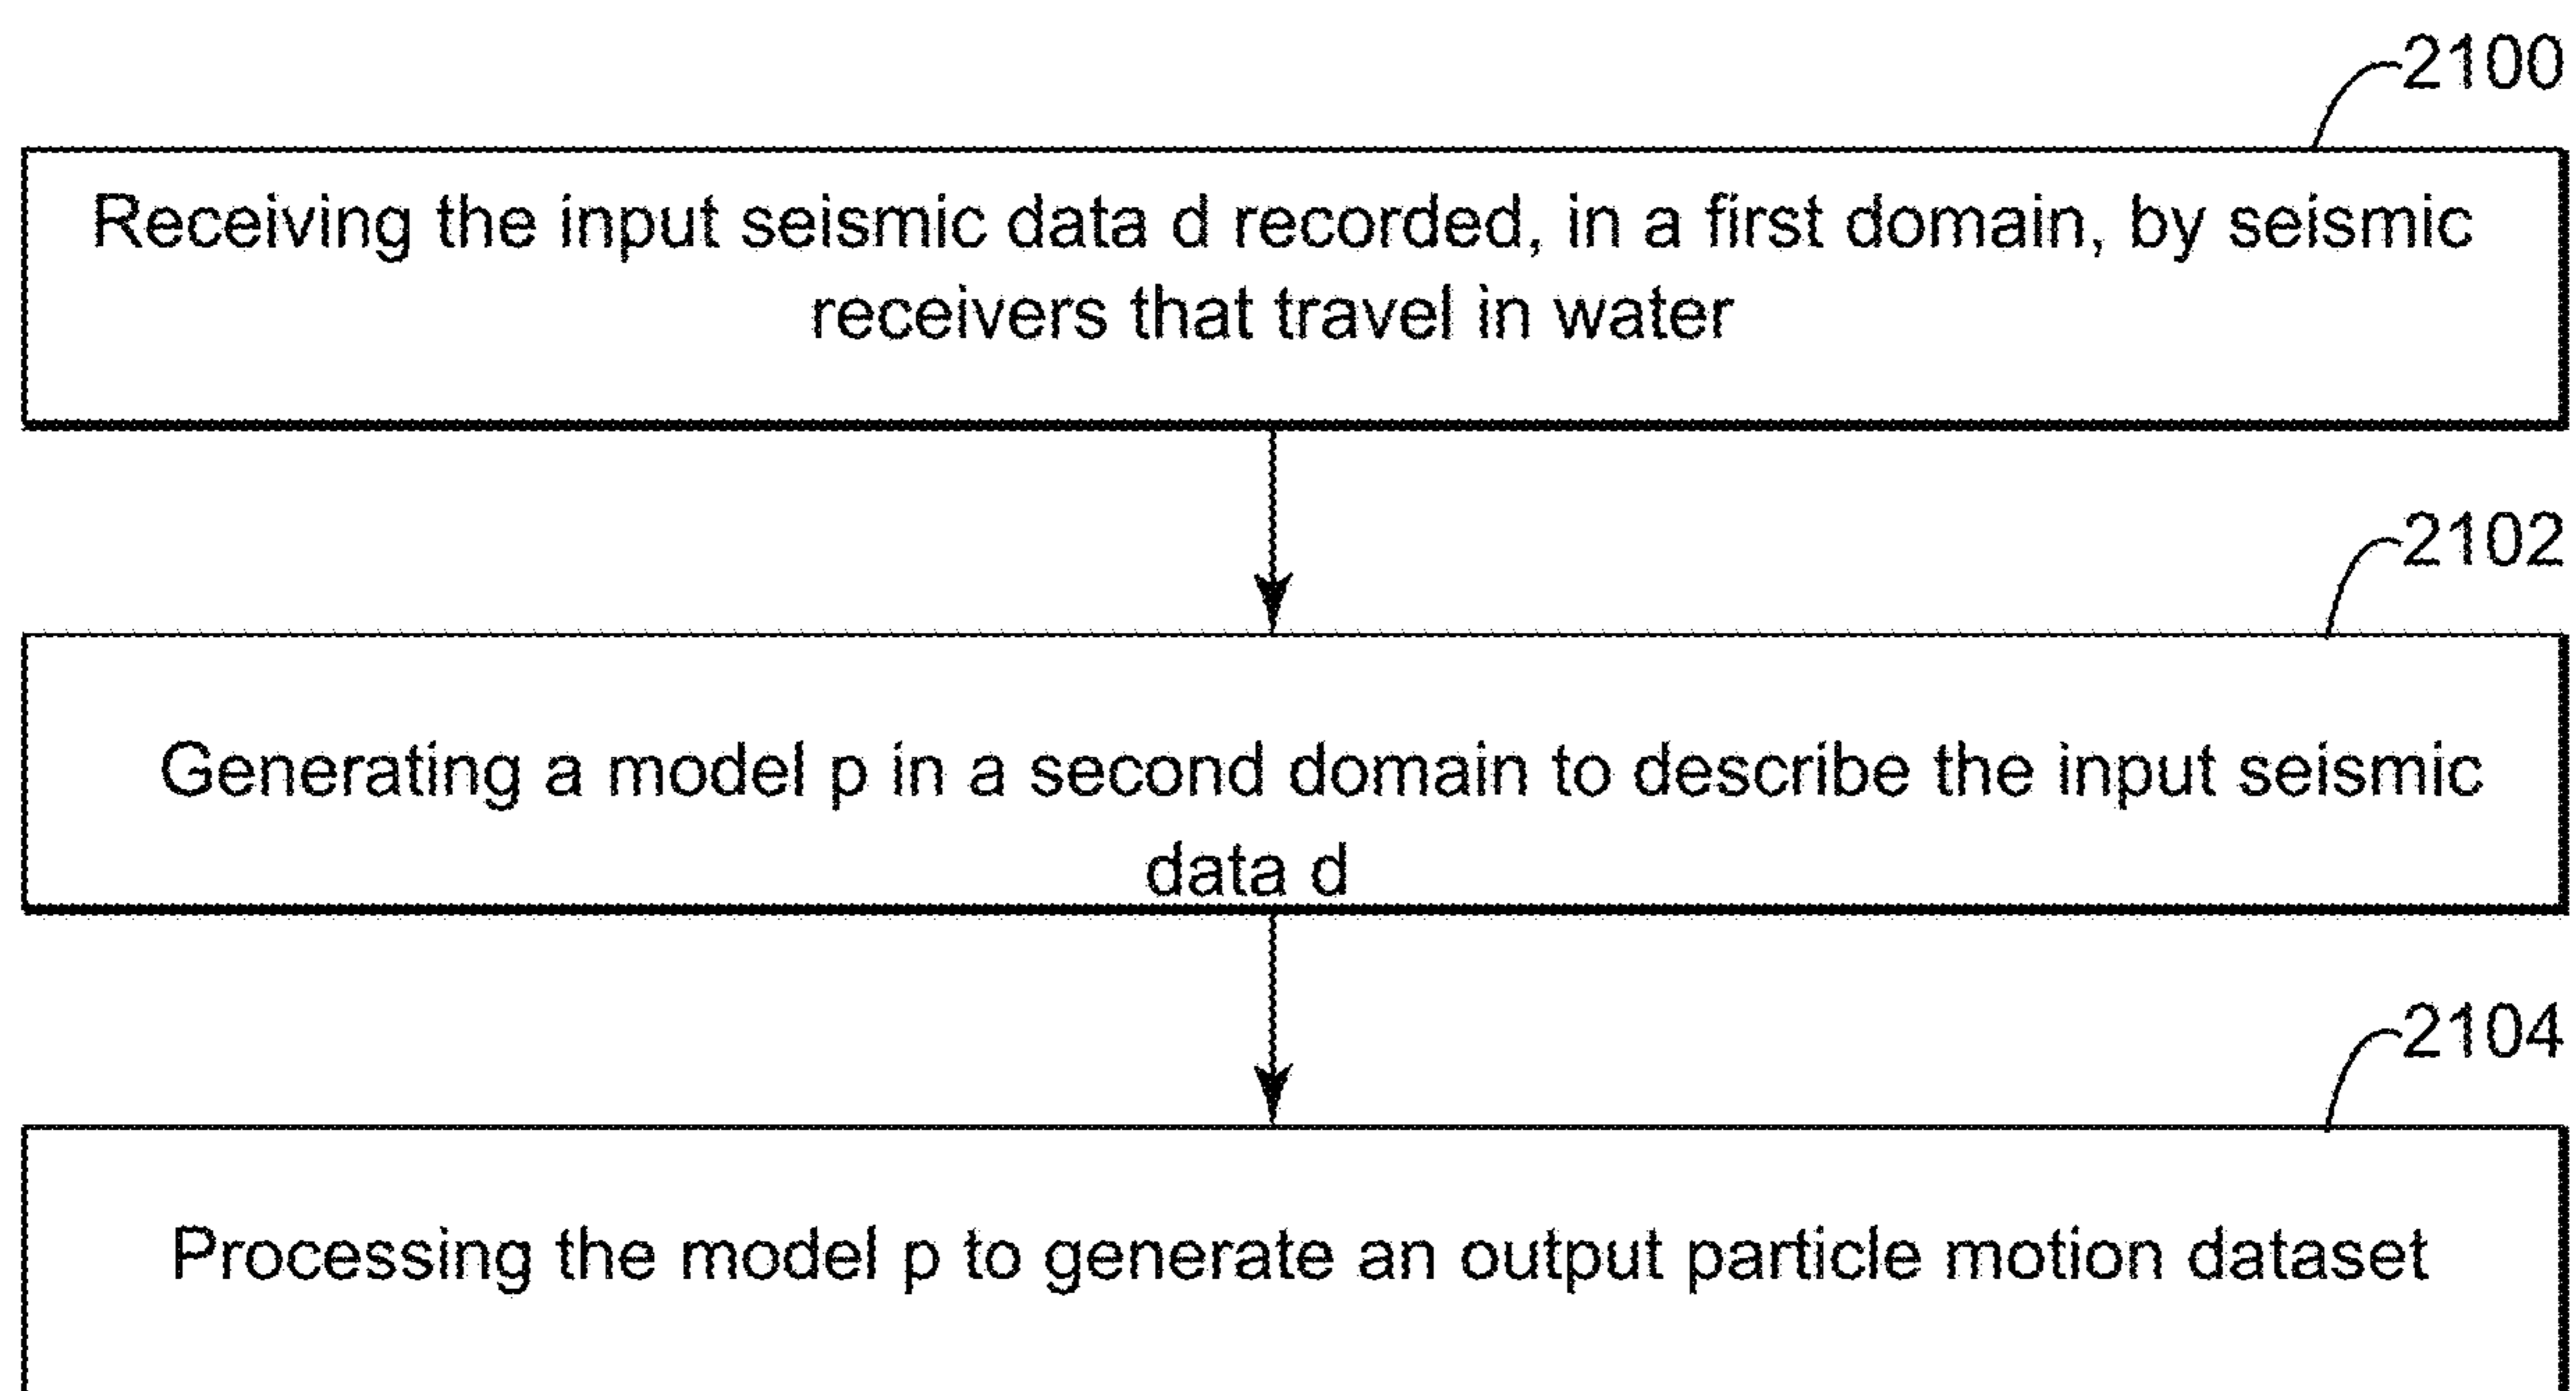 2100
Receiving the input seismic data d recorded, in a first domain, by seismic
receivers that travel in water
2102
Generating a model p in a second domain to describe the input seismic
data d
2104
Processing the model p to generate an output particle motion dataset